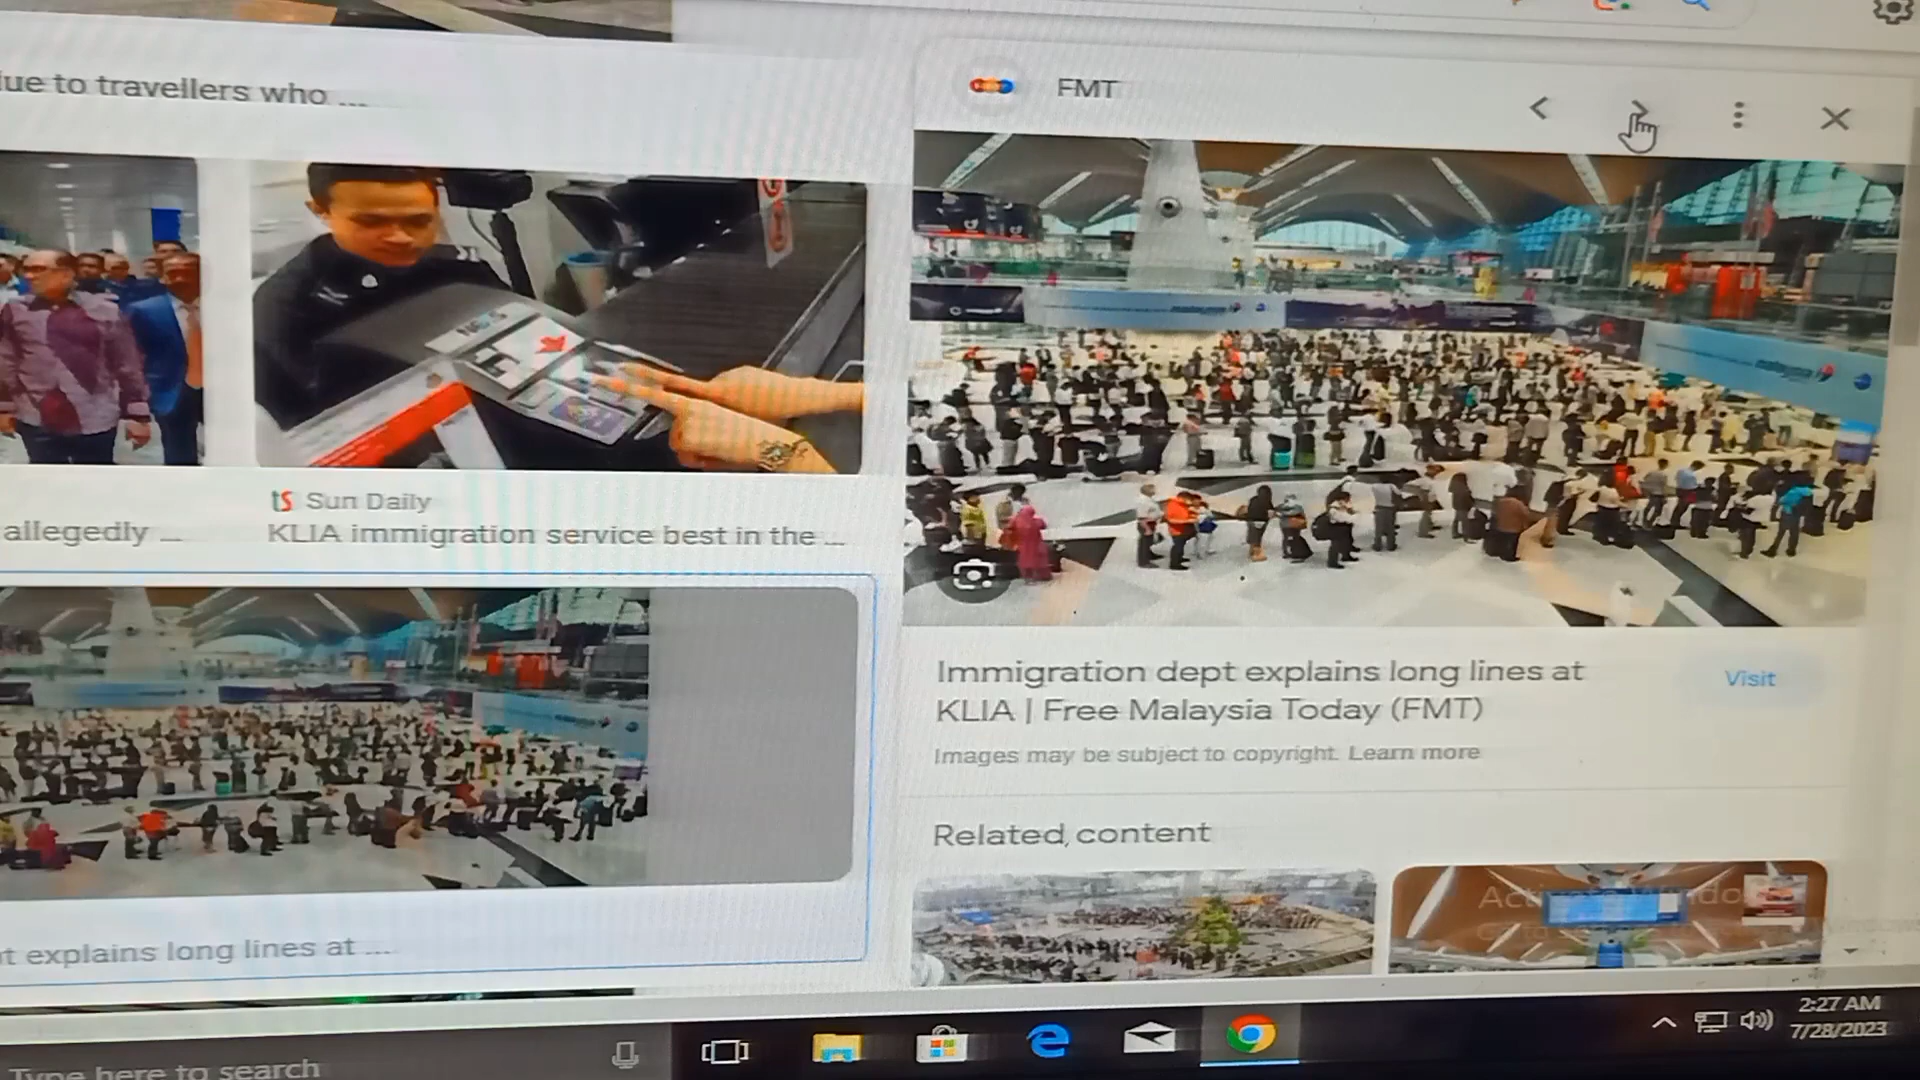 ue to travellers who ...
FMT
Sun Daily
allegedly ...
KLIA immigration service best in the ...
Immigration dept explains long lines at
KLIA | Free Malaysia Today (FMT)
Visit
Images may be subject to copyright. Learn more
Related content
t explains long lines at ...
Type here to search
2:27 AM
7/28/2023